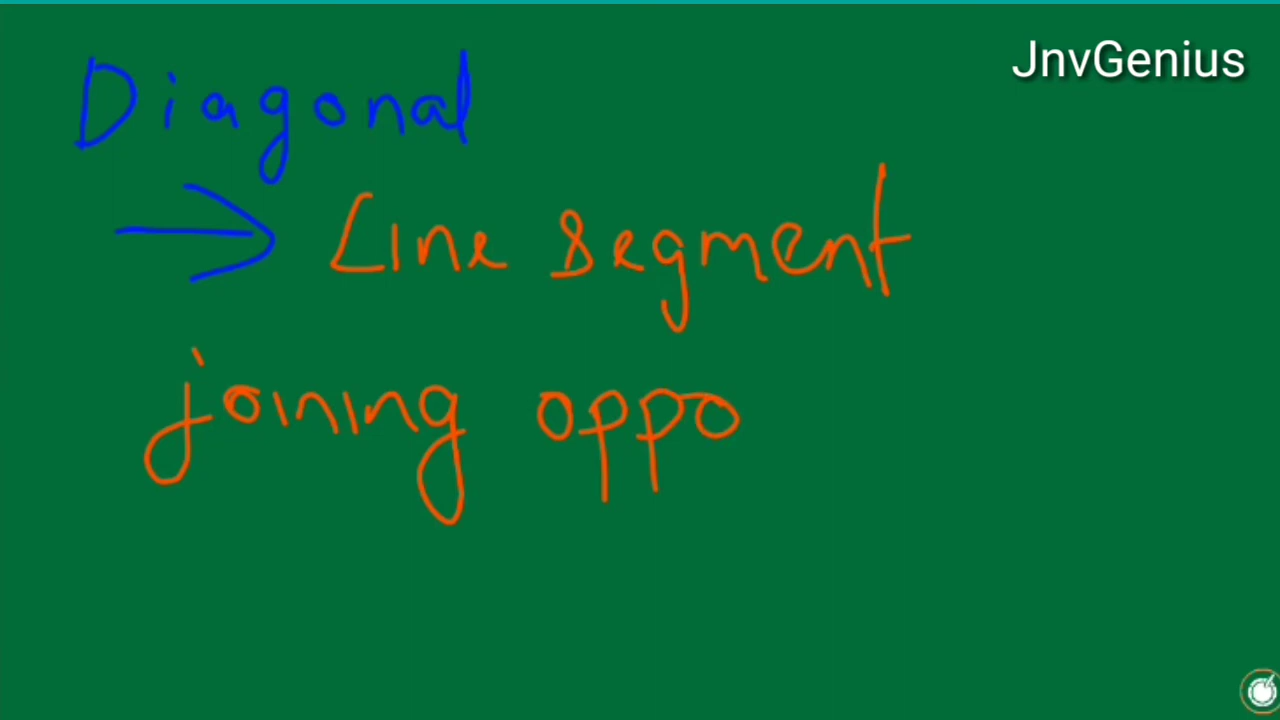 JnvGenius
Diagonal
→ Line segment
joining oppo